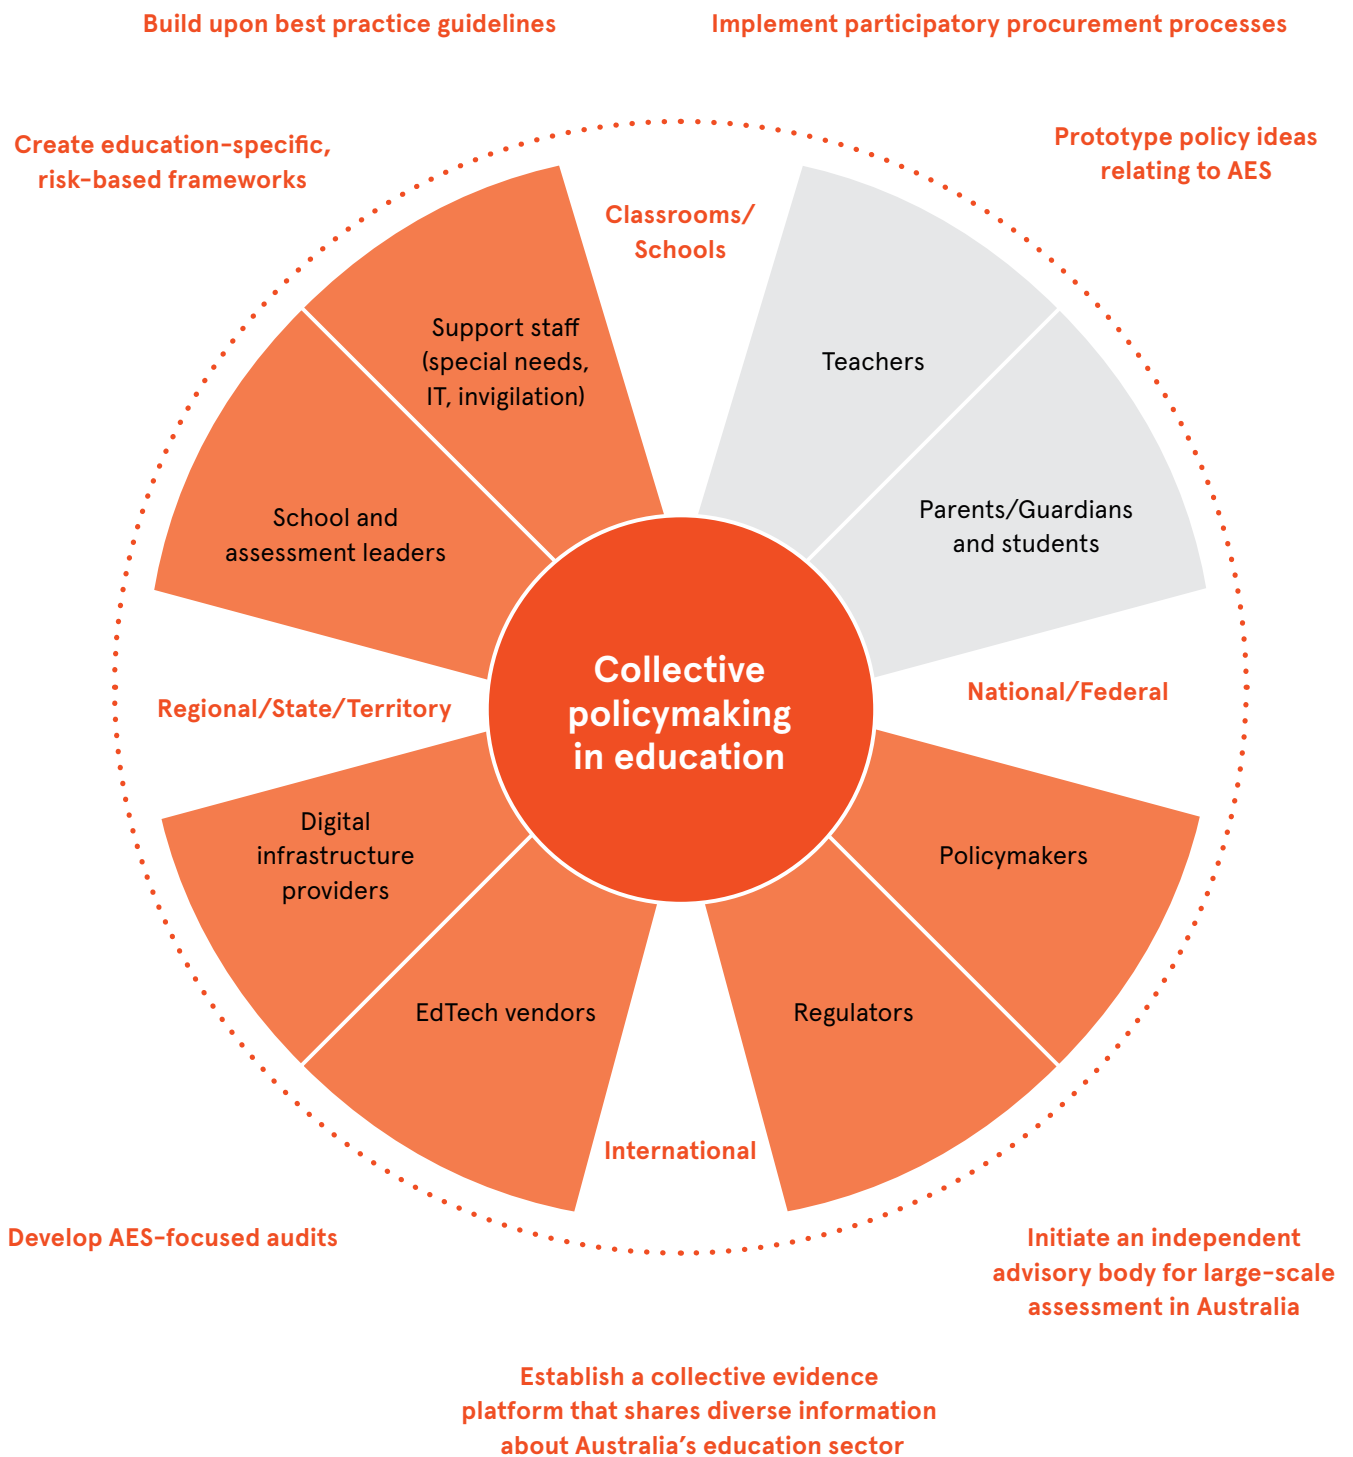 Build upon best practice guidelines
Implement participatory procurement processes
Create education-specific,
risk-based frameworks
Prototype policy ideas
relating to AES
Classrooms/
Schools
Support staff
(special needs,
IT, invigilation)
Teachers
School and
assessment leaders
Parents/Guardians
and students
Regional/State/Territory
Collective
policymaking
in education
National/Federal
Digital
infrastructure
providers
Policymakers
EdTech vendors
Regulators
International
Develop AES-focused audits
Initiate an independent
advisory body for large-scale
assessment in Australia
Establish a collective evidence
platform that shares diverse information
about Australia’s education sector